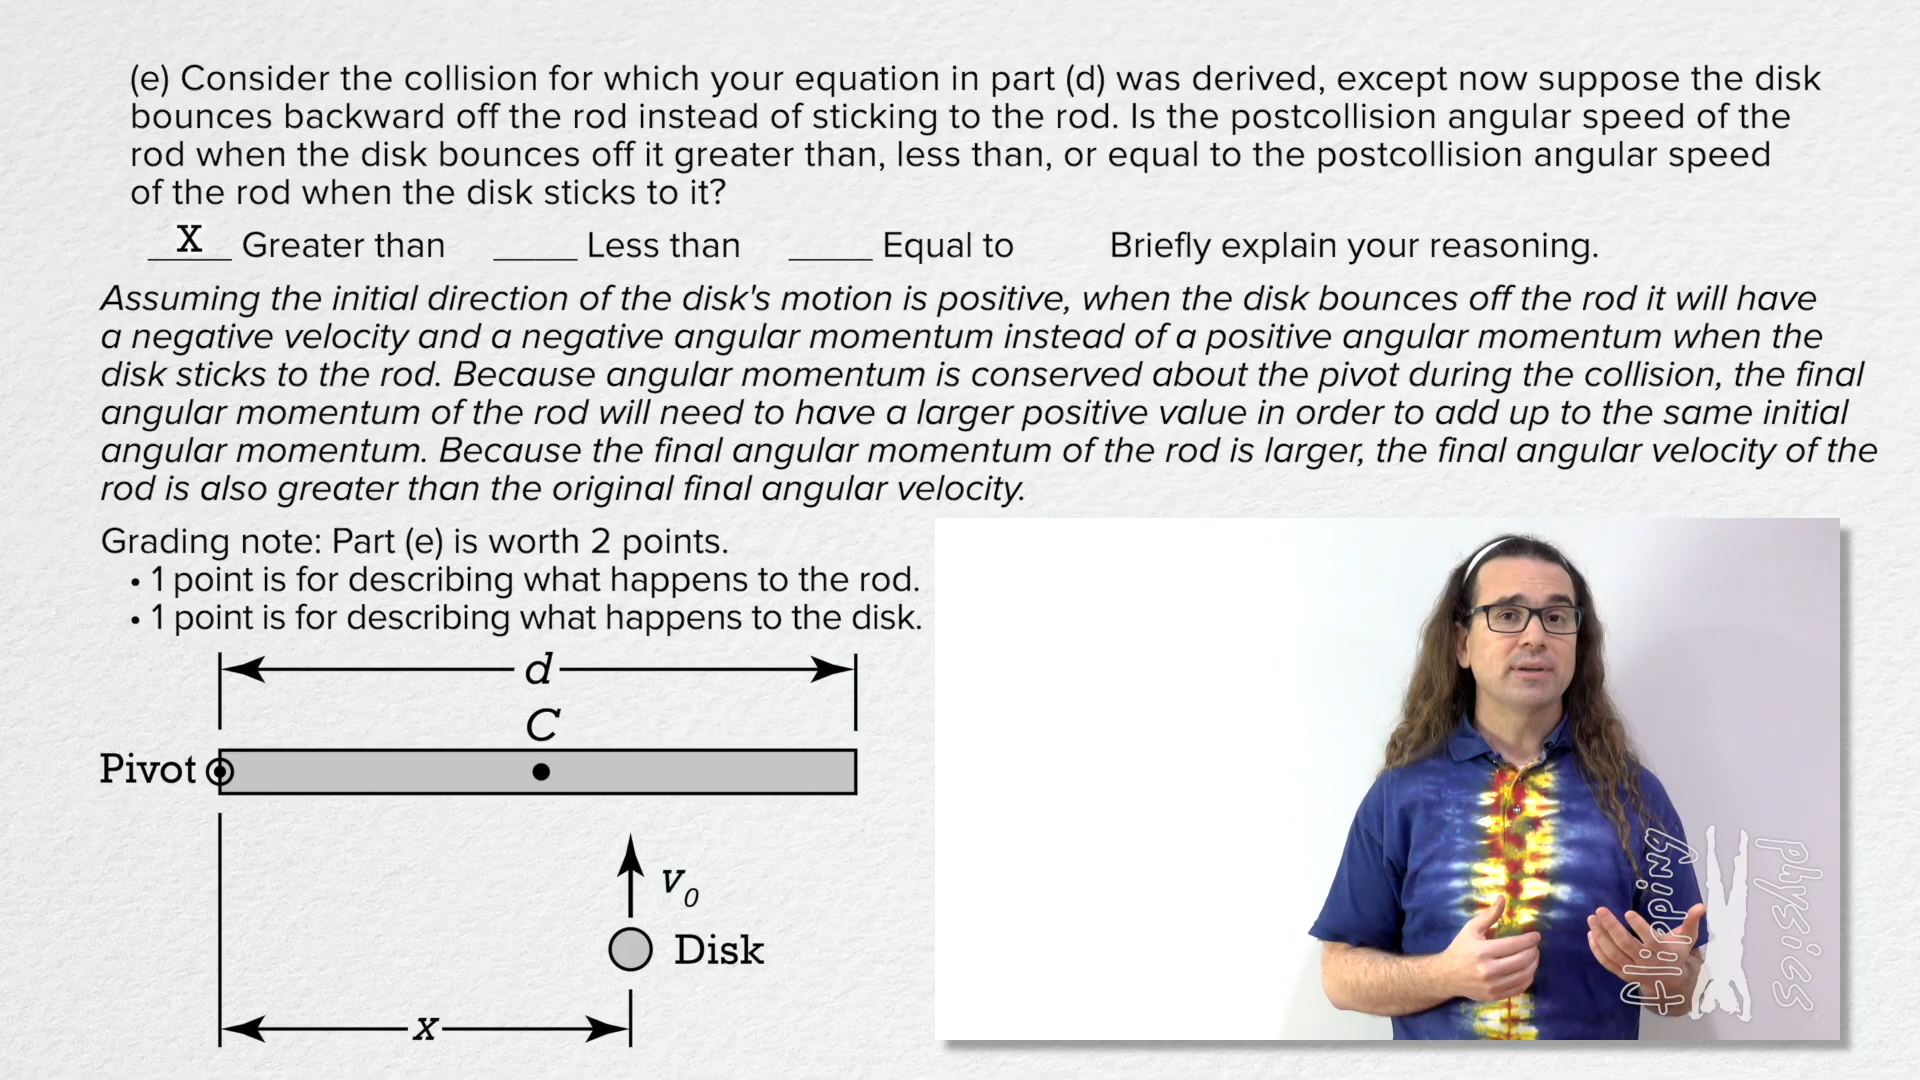 (e) Consider the collision for which your equation in part (d) was derived, except now suppose the disk
bounces backward off the rod instead of sticking to the rod. Is the postcollision angular speed of the
rod when the disk bounces off it greater than, less than, or equal to the postcollision angular speed
of the rod when the disk sticks to it?
X Greater than ____ Less than ____ Equal to Briefly explain your reasoning.
Assuming the initial direction of the disk's motion is positive, when the disk bounces off the rod it will have
a negative velocity and a negative angular momentum instead of a positive angular momentum when the
disk sticks to the rod. Because angular momentum is conserved about the pivot during the collision, the final
angular momentum of the rod will need to have a larger positive value in order to add up to the same initial
angular momentum. Because the final angular momentum of the rod is larger, the final angular velocity of the
rod is also greater than the original final angular velocity.
Grading note: Part (e) is worth 2 points.
• 1 point is for describing what happens to the rod.
• 1 point is for describing what happens to the disk.
d
C
Pivot
v₀
Disk
x
flipping
physics